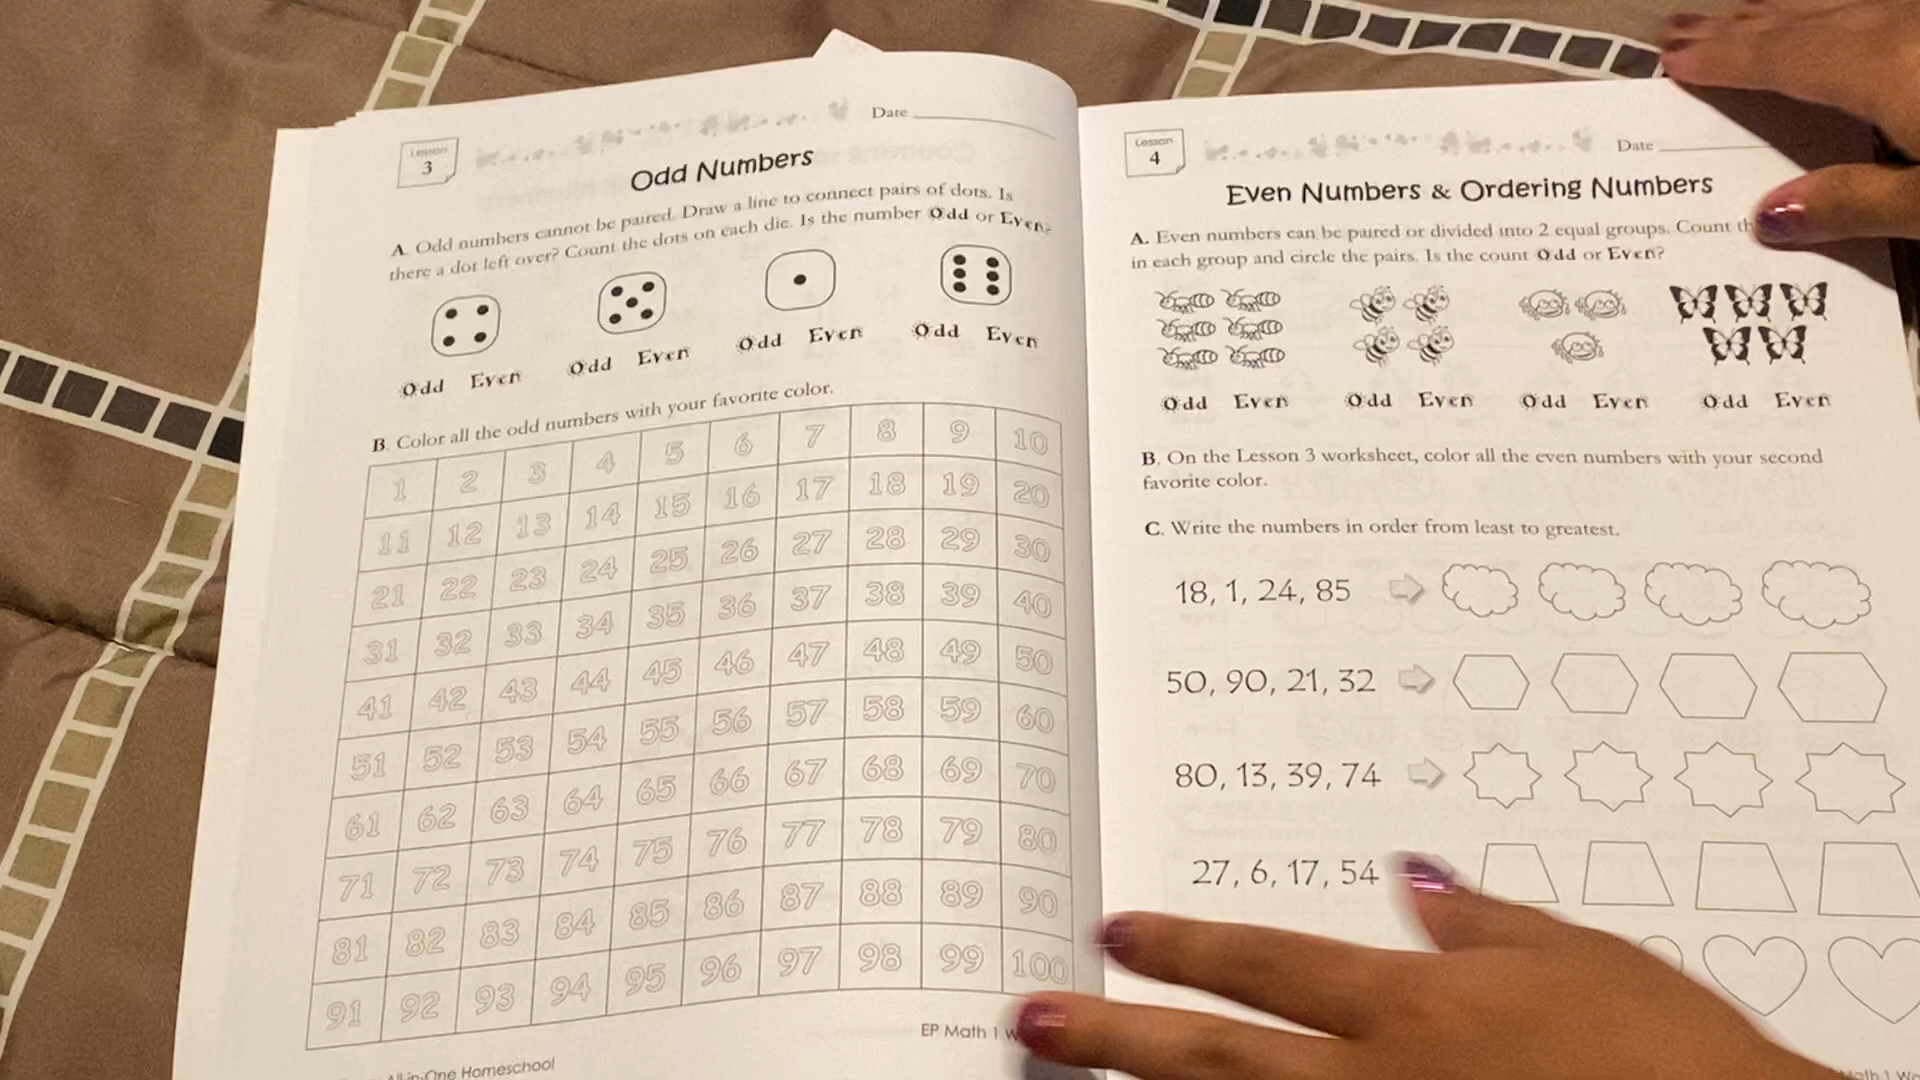 Lesson
3
Date
Odd Numbers
A. Odd numbers cannot be paired. Draw a line to connect pairs of dots. Is
there a dot left over? Count the dots on each die. Is the number Odd or Even?
Odd Even Odd Even Odd Even Odd Even
B. Color all the odd numbers with your favorite color.
1 2 3 4 5 6 7 8 9 10
11 12 13 14 15 16 17 18 19 20
21 22 23 24 25 26 27 28 29 30
31 32 33 34 35 36 37 38 39 40
41 42 43 44 45 46 47 48 49 50
51 52 53 54 55 56 57 58 59 60
61 62 63 64 65 66 67 68 69 70
71 72 73 74 75 76 77 78 79 80
81 82 83 84 85 86 87 88 89 90
91 92 93 94 95 96 97 98 99 100
All-in-One Homeschool
EP Math 1
Lesson
4
Date
Even Numbers & Ordering Numbers
A. Even numbers can be paired or divided into 2 equal groups. Count
in each group and circle the pairs. Is the count Odd or Even?
Odd Even Odd Even Odd Even Odd Even
B. On the Lesson 3 worksheet, color all the even numbers with your second
favorite color.
C. Write the numbers in order from least to greatest.
18, 1, 24, 85
50, 90, 21, 32
80, 13, 39, 74
27, 6, 17, 54
Math 1